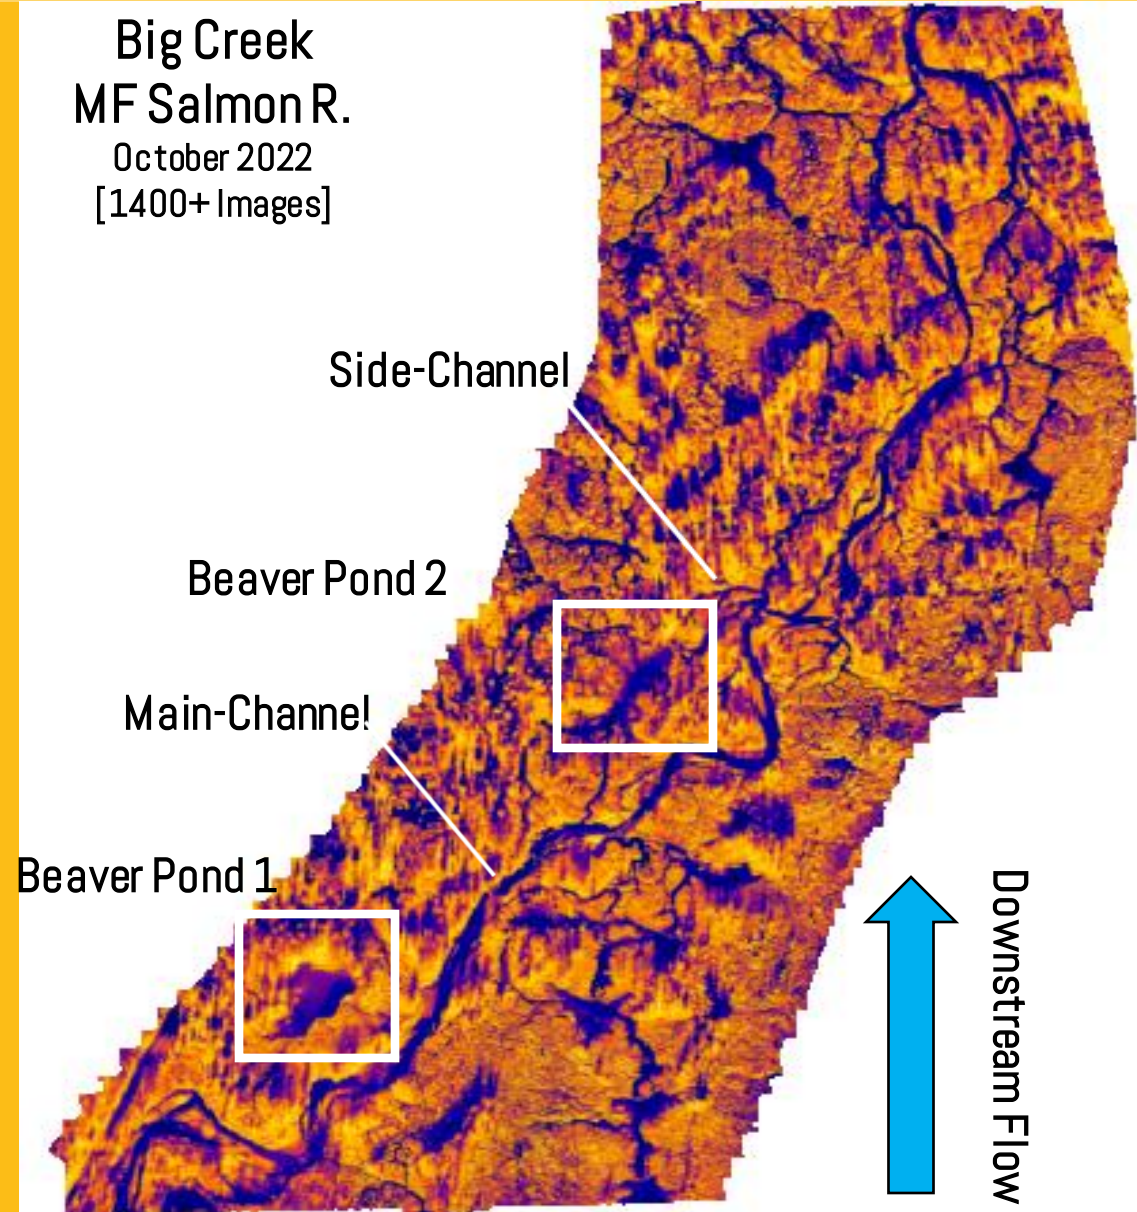 Big Creek
MF Salmon R.
October 2022
[1400+ Images]
Side-Channel
Beaver Pond 2
Main-Channel
Beaver Pond 1
Downstream Flow